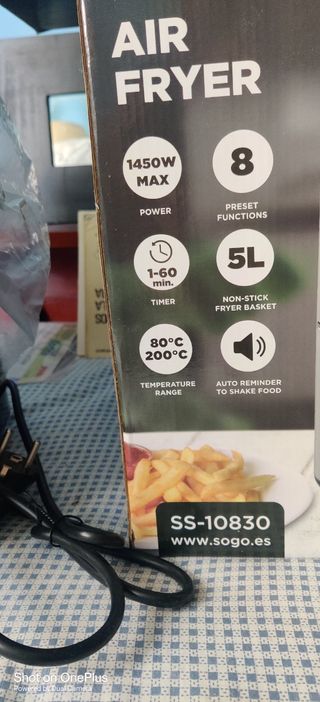 AIR
FRYER
1450W
MAX
POWER
8
PRESET
FUNCTIONS
1-60
min.
TIMER
5L
NON-STICK
FRYER BASKET
80°C
200°C
TEMPERATURE
RANGE
AUTO REMINDER
TO SHAKE FOOD
SS-10830
www.sogo.es
Shot on OnePlus
Powered by Dual Camera